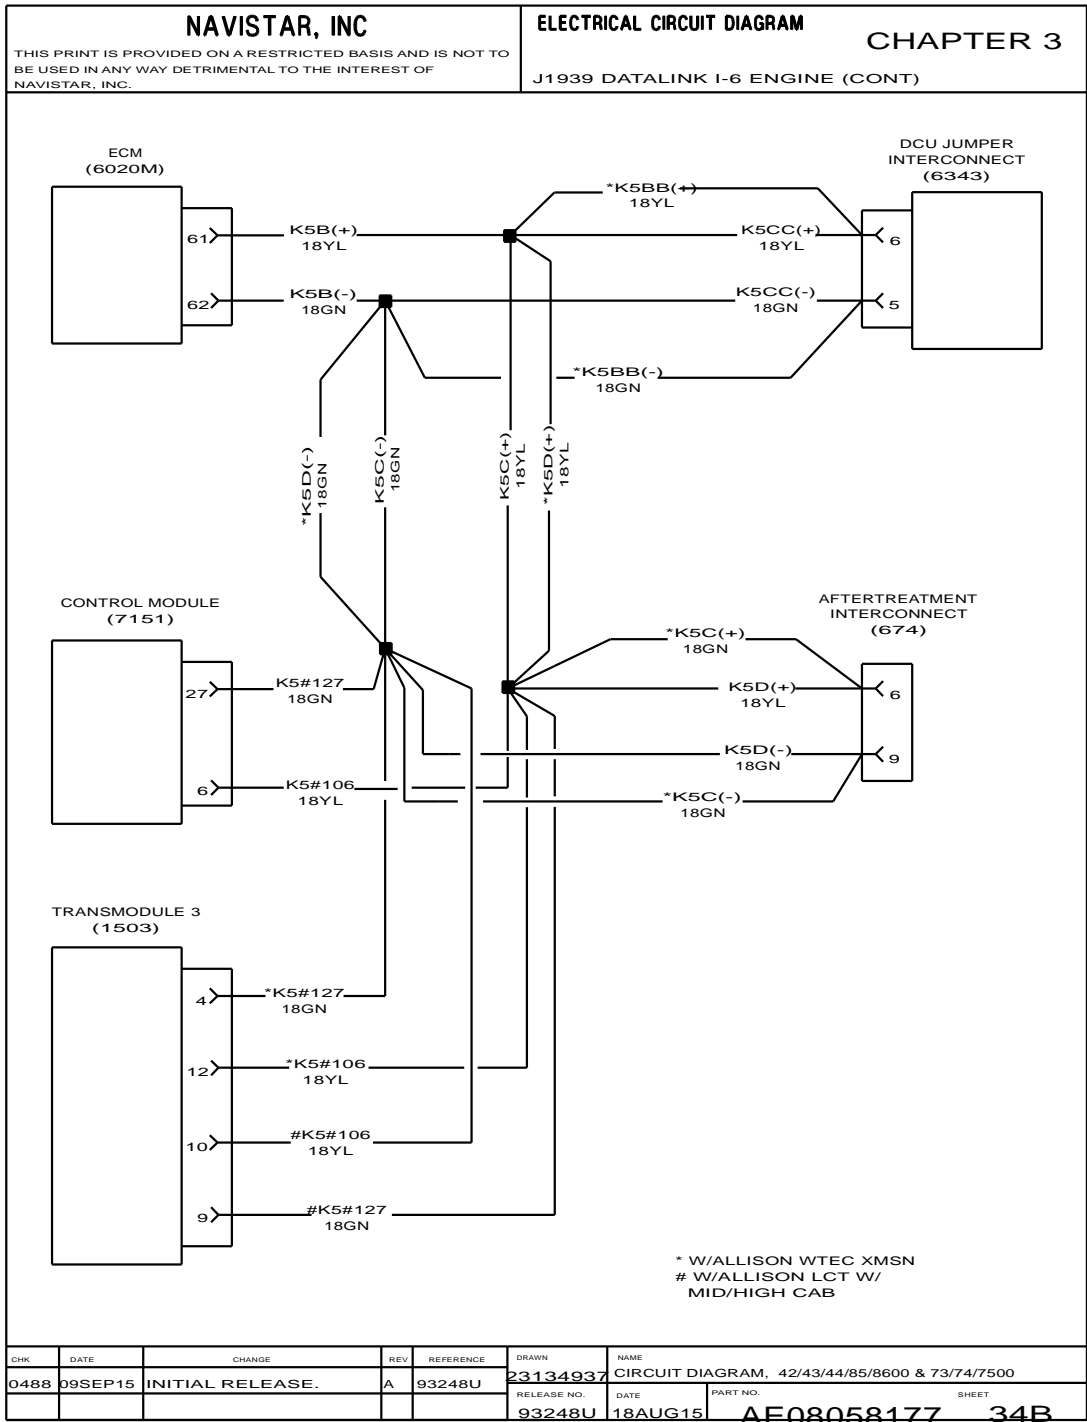 NAVISTAR, INC
THIS PRINT IS PROVIDED ON A RESTRICTED BASIS AND IS NOT TO
BE USED IN ANY WAY DETRIMENTAL TO THE INTEREST OF
NAVISTAR, INC.
ELECTRICAL CIRCUIT DIAGRAM
CHAPTER 3
J1939 DATALINK I-6 ENGINE (CONT)
ECM
(6020M)
DCU JUMPER
INTERCONNECT
(6343)
*K5BB(+)
18YL
61
K5B(+)
18YL
K5CC(+)
18YL
6
62
K5B(-)
18GN
K5CC(-)
18GN
5
*K5BB(-)
18GN
*K5D(-)
18GN
K5C(-)
18GN
K5C(+)
18YL
*K5D(+)
18YL
CONTROL MODULE
(7151)
AFTERTREATMENT
INTERCONNECT
(674)
*K5C(+)
18GN
27
K5#127
18GN
K5D(+)
18YL
6
K5D(-)
18GN
9
6
K5#106
18YL
*K5C(-)
18GN
TRANSMODULE 3
(1503)
4
*K5#127
18GN
12
*K5#106
18YL
10
#K5#106
18YL
9
#K5#127
18GN
* W/ALLISON WTEC XMSN
# W/ALLISON LCT W/
MID/HIGH CAB
CHK DATE CHANGE REV REFERENCE
0488 09SEP15 INITIAL RELEASE. A 93248U
DRAWN
23134937
NAME
CIRCUIT DIAGRAM, 42/43/44/85/8600 & 73/74/7500
RELEASE NO.
93248U
DATE
18AUG15
PART NO.
AF08058177
SHEET
34B